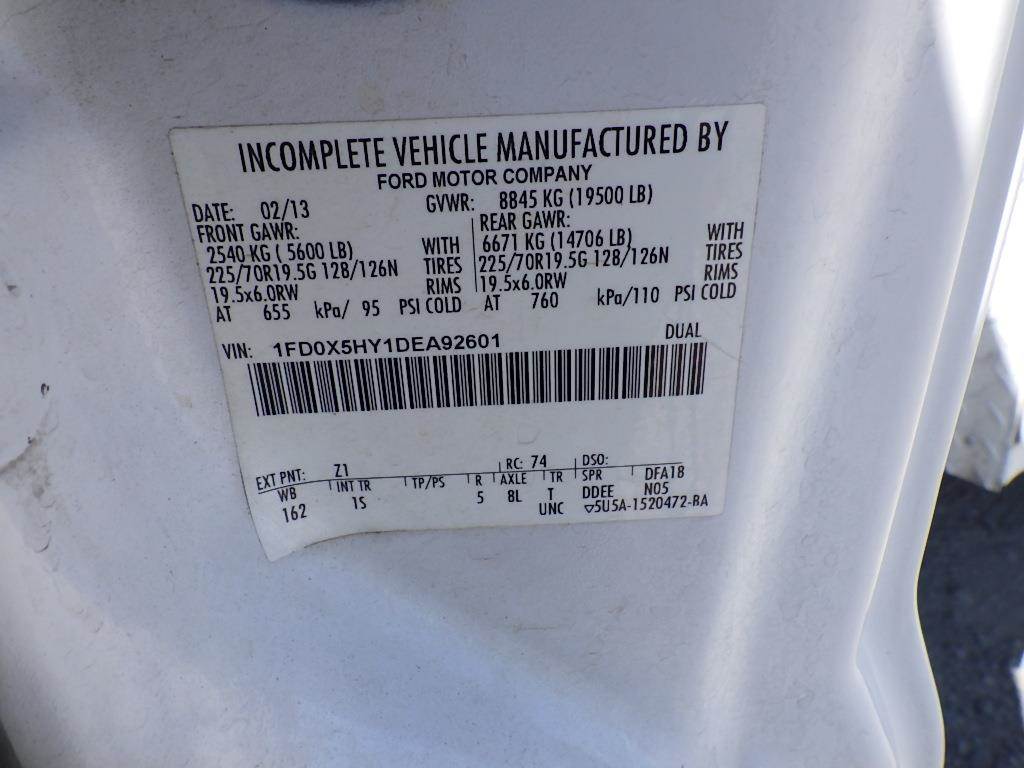 INCOMPLETE VEHICLE MANUFACTURED BY
FORD MOTOR COMPANY
DATE: 02/13 GVWR: 8845 KG (19500 LB)
FRONT GAWR: REAR GAWR:
2540 KG ( 5600 LB) WITH 6671 KG (14706 LB) WITH
225/70R19.5G 128/126N TIRES 225/70R19.5G 128/126N TIRES
19.5x6.0RW RIMS 19.5x6.0RW RIMS
AT 655 kPa/ 95 PSI COLD AT 760 kPa/110 PSI COLD
VIN: 1FD0X5HY1DEA92601 DUAL
EXT PNT: Z1 RC: 74 DSO:
WB INT TR TP/PS R AXLE TR SPR DFA18
162 1S 5 8L T DDEE N05
UNC ▽5U5A-1520472-BA